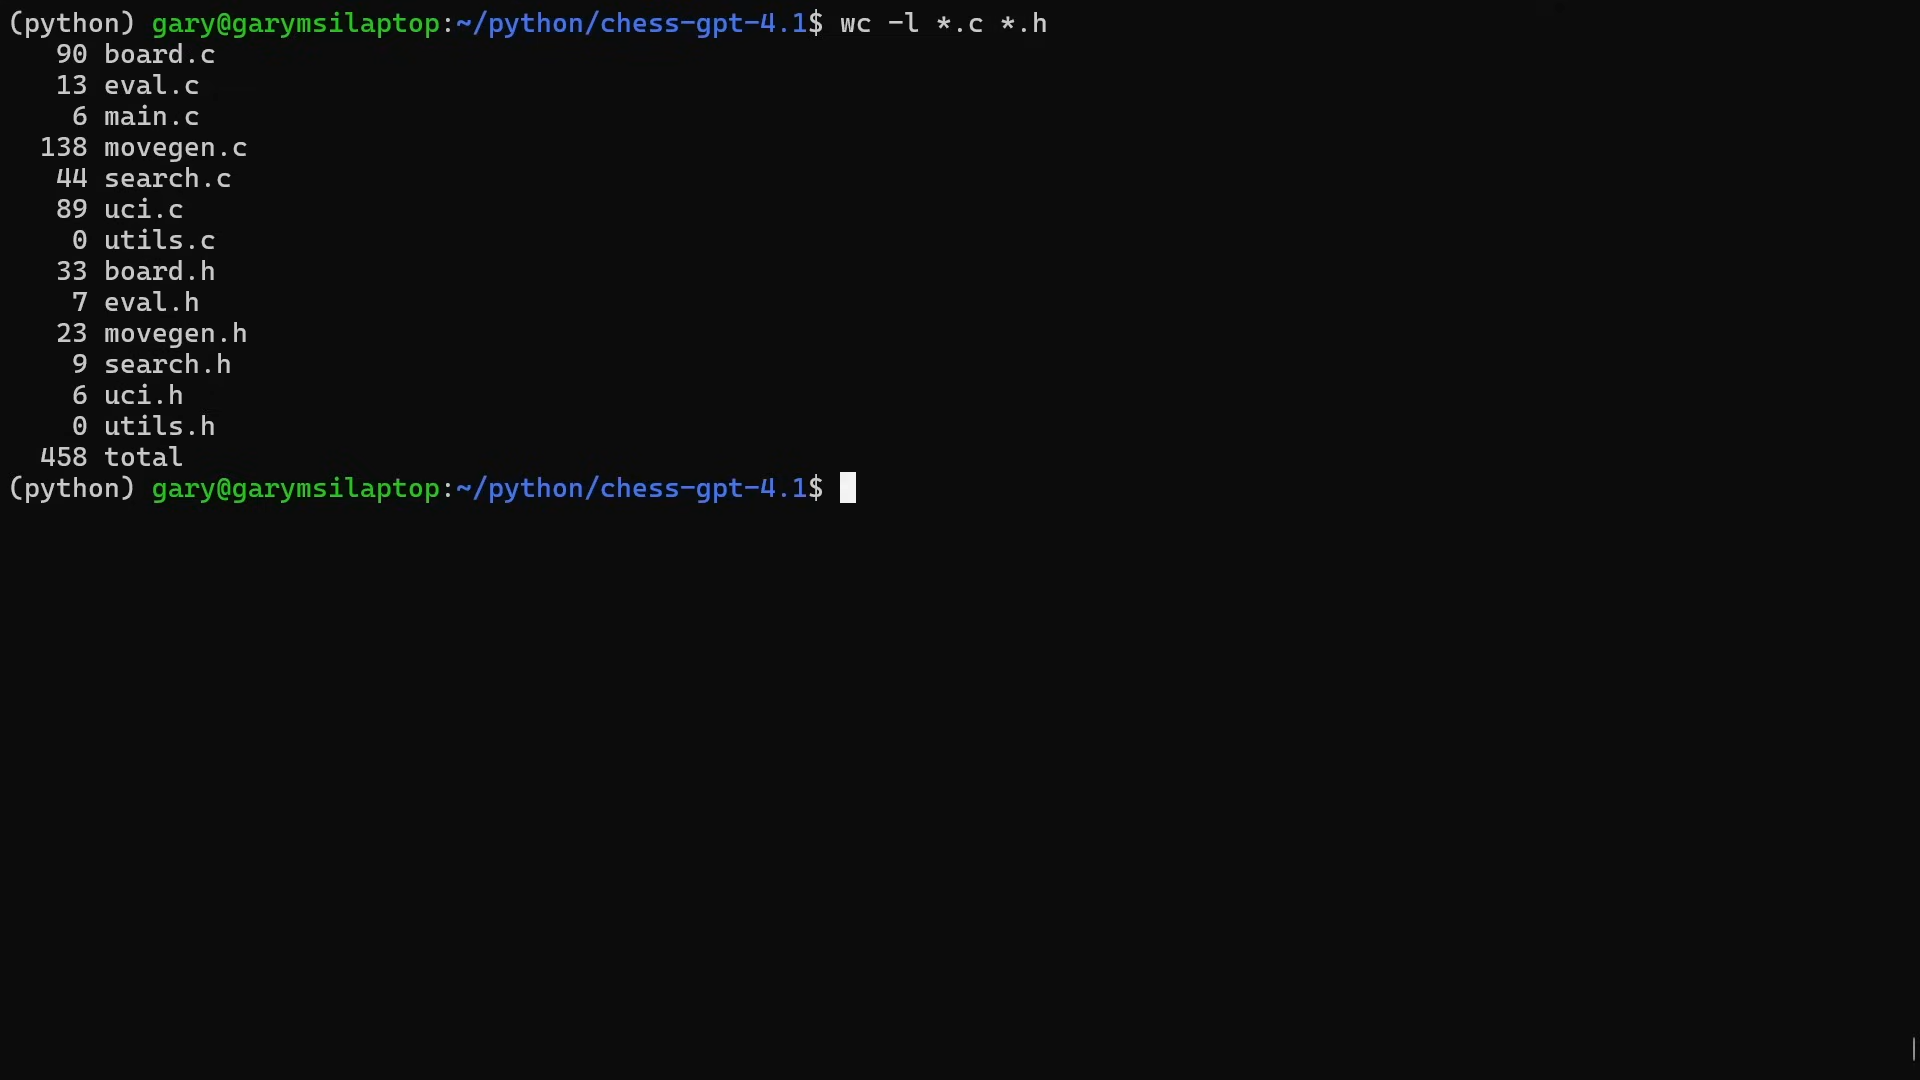 (python) gary@garymsilaptop:~/python/chess-gpt-4.1$ wc -l *.c *.h
90 board.c
13 eval.c
6 main.c
138 movegen.c
44 search.c
89 uci.c
0 utils.c
33 board.h
7 eval.h
23 movegen.h
9 search.h
6 uci.h
0 utils.h
458 total
(python) gary@garymsilaptop:~/python/chess-gpt-4.1$